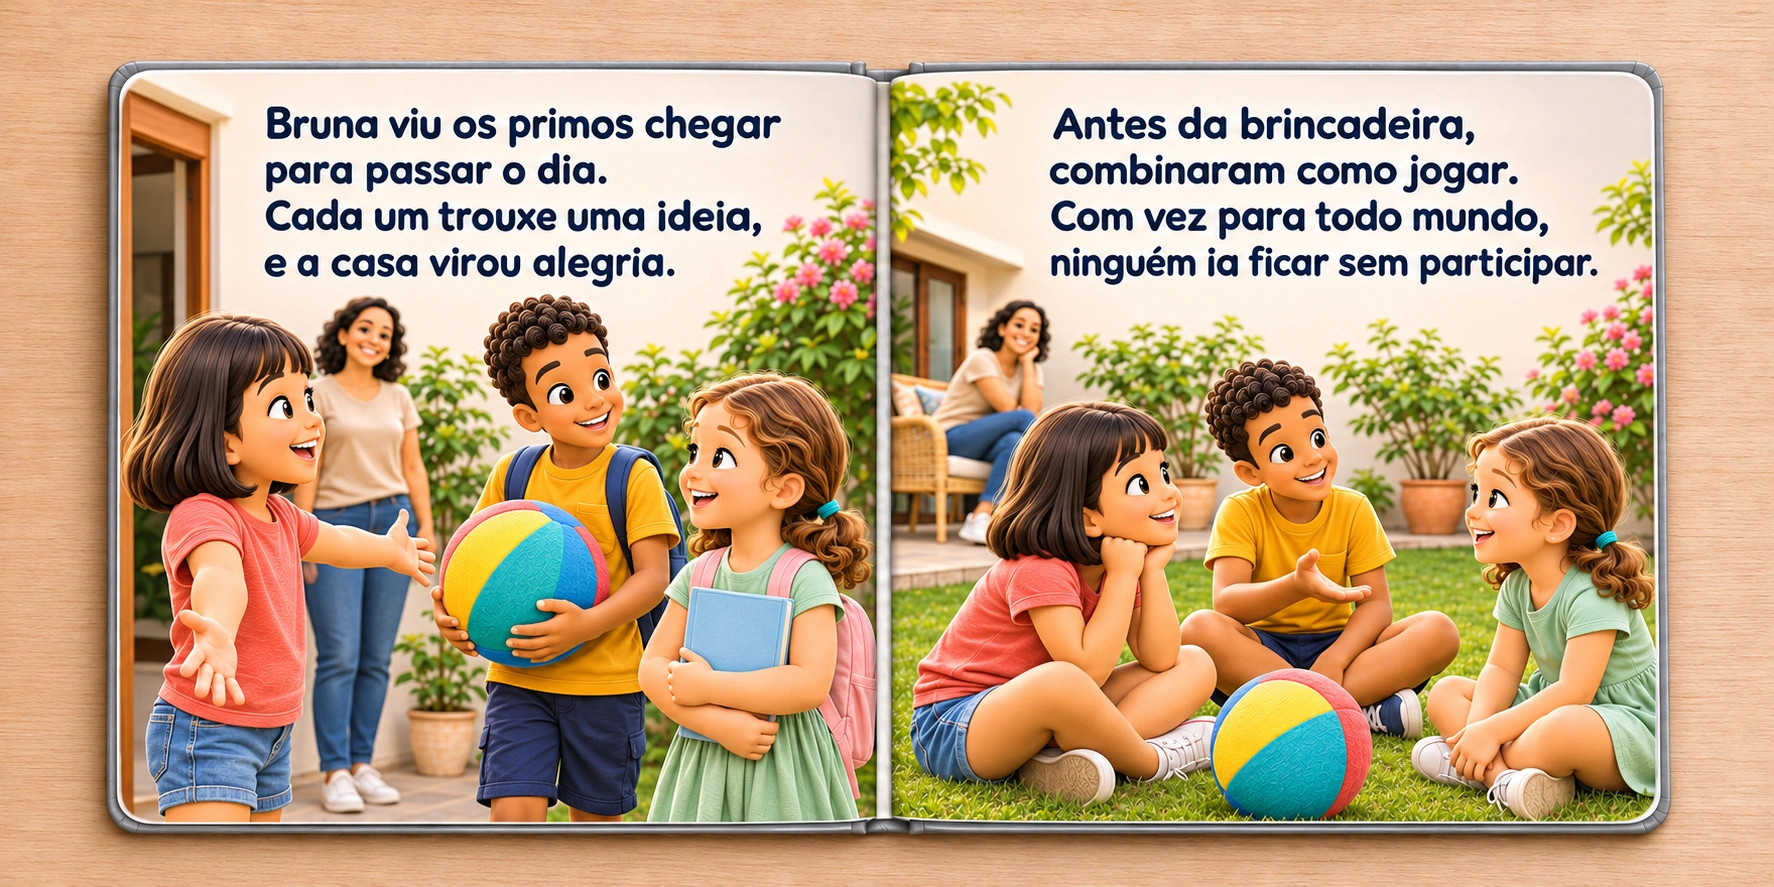 Bruna viu os primos chegar
para passar o dia.
Cada um trouxe uma ideia,
e a casa virou alegria.
Antes da brincadeira,
combinaram como jogar.
Com vez para todo mundo,
ninguém ia ficar sem participar.